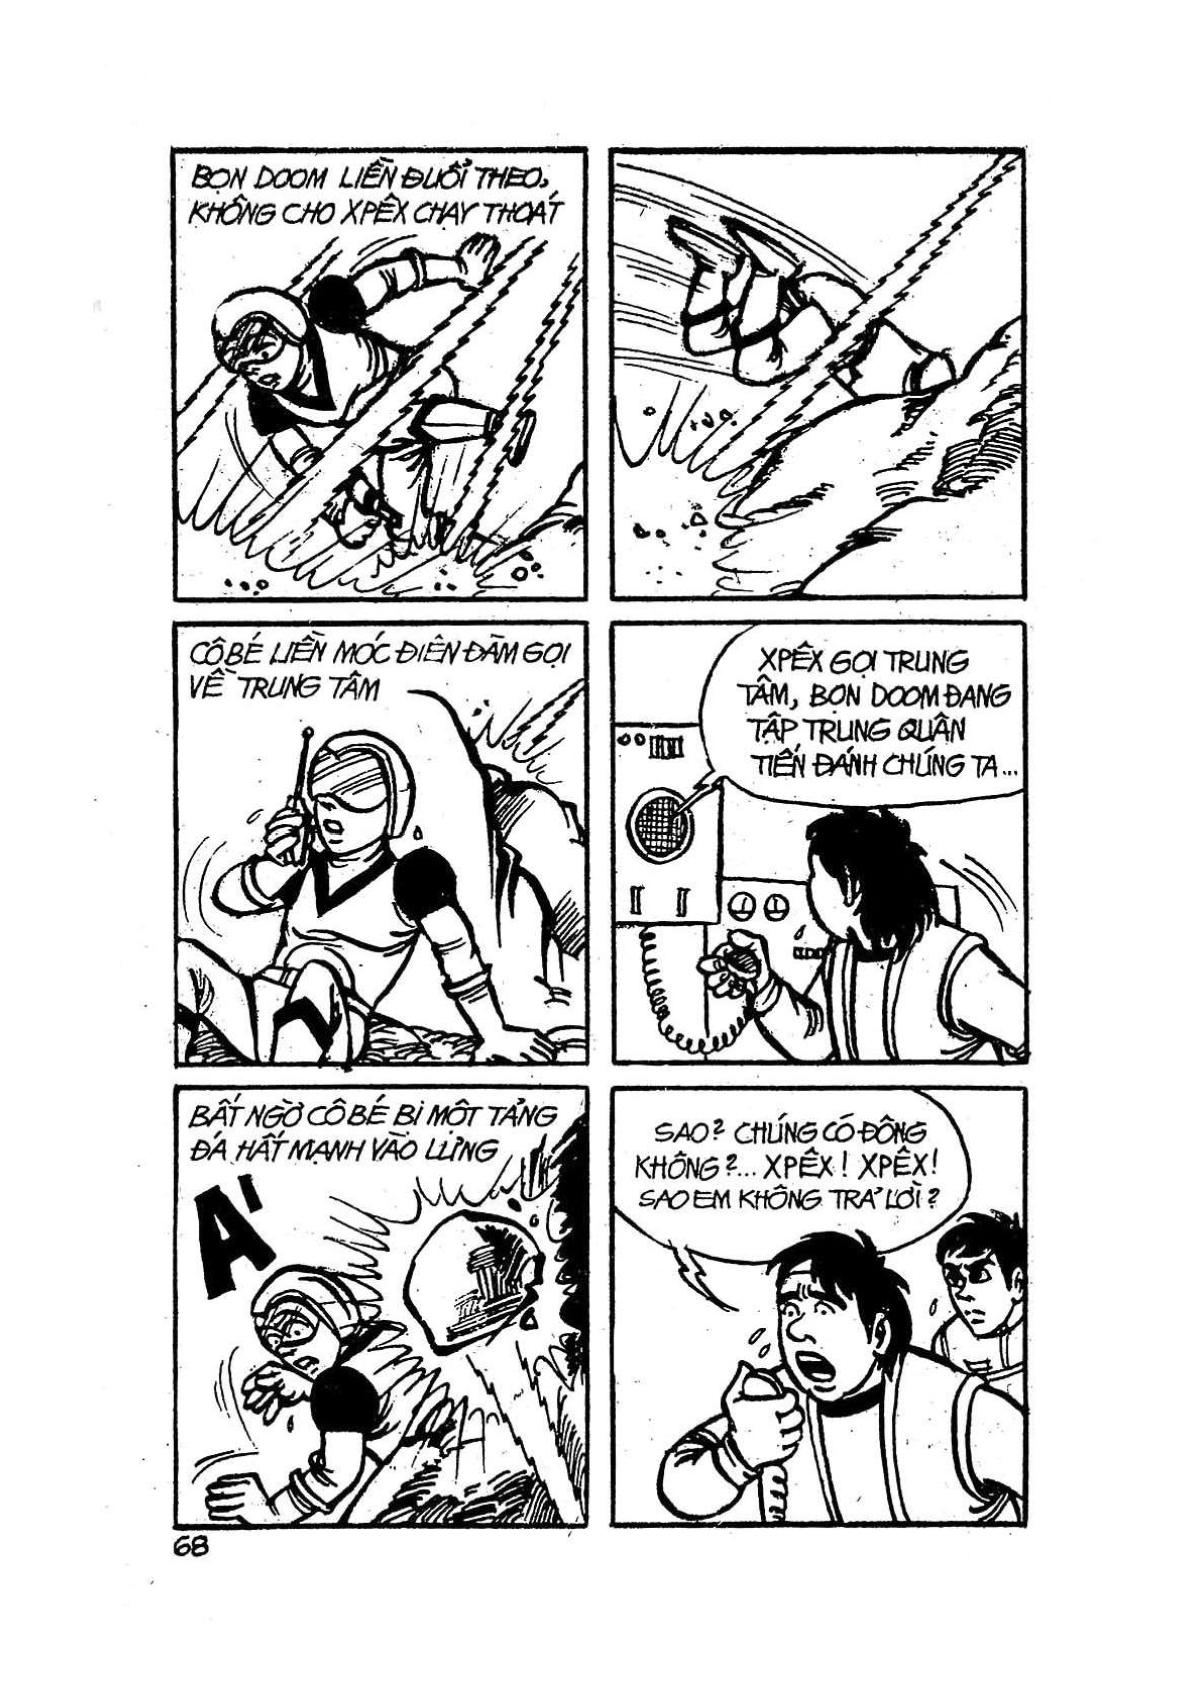 BỌN DOOM LIỀN ĐUỔI THEO,
KHÔNG CHO XPÊX CHẠY THOÁT
CÔ BÉ LIỀN MÓC ĐIỆN ĐÀM GỌI
VỀ TRUNG TÂM
XPÊX GỌI TRUNG
TÂM, BỌN DOOM ĐANG
TẬP TRUNG QUÂN
TIẾN ĐÁNH CHÚNG TA...
BẤT NGỜ CÔ BÉ BỊ MỘT TẢNG
ĐÁ HẤT MẠNH VÀO LƯNG
Á
SAO? CHÚNG CÓ ĐÔNG
KHÔNG?... XPÊX! XPÊX!
SAO EM KHÔNG TRẢ LỜI?
68